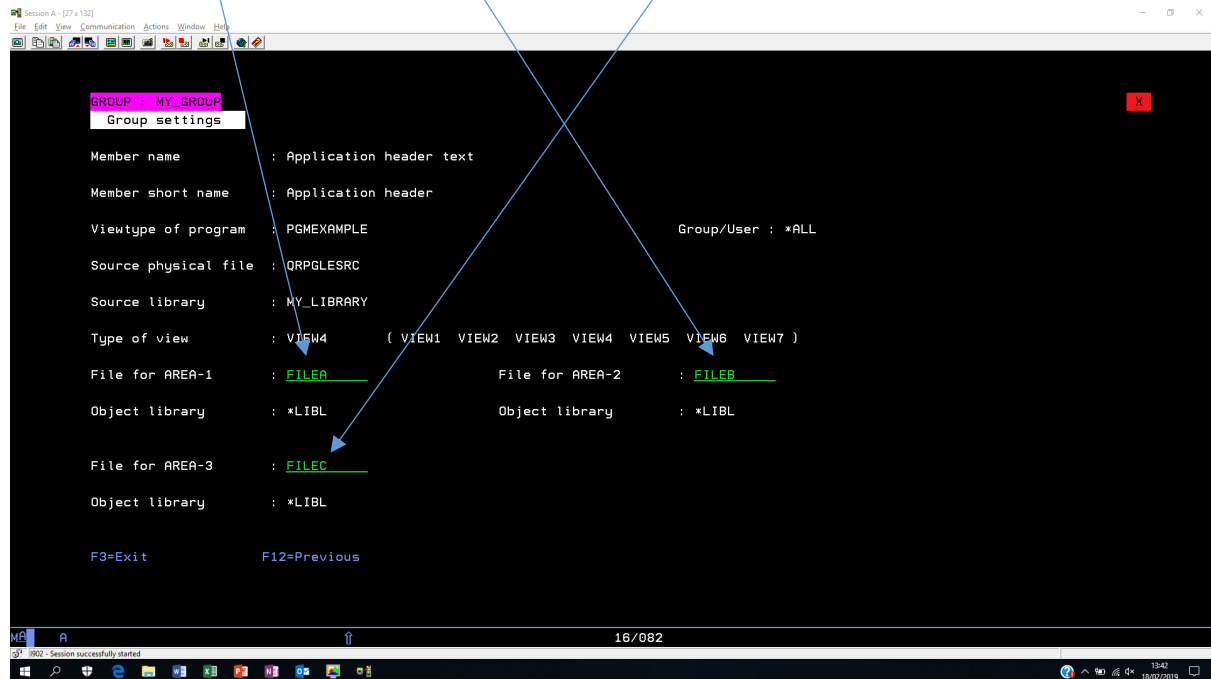 Session A - [27 x 132]
File Edit View Communication Actions Window Help
GROUP : MY_GROUP X
Group settings
Member name : Application header text
Member short name : Application header
Viewtype of program : PGMEXAMPLE Group/User : *ALL
Source physical file : QRPGLESRC
Source library : MY_LIBRARY
Type of view : VIEW4 ( VIEW1 VIEW2 VIEW3 VIEW4 VIEW5 VIEW6 VIEW7 )
File for AREA-1 : FILEA File for AREA-2 : FILEB
Object library : *LIBL Object library : *LIBL
File for AREA-3 : FILEC
Object library : *LIBL
F3=Exit F12=Previous
MA A 16/082
I902 - Session successfully started
13:42
18/02/2019